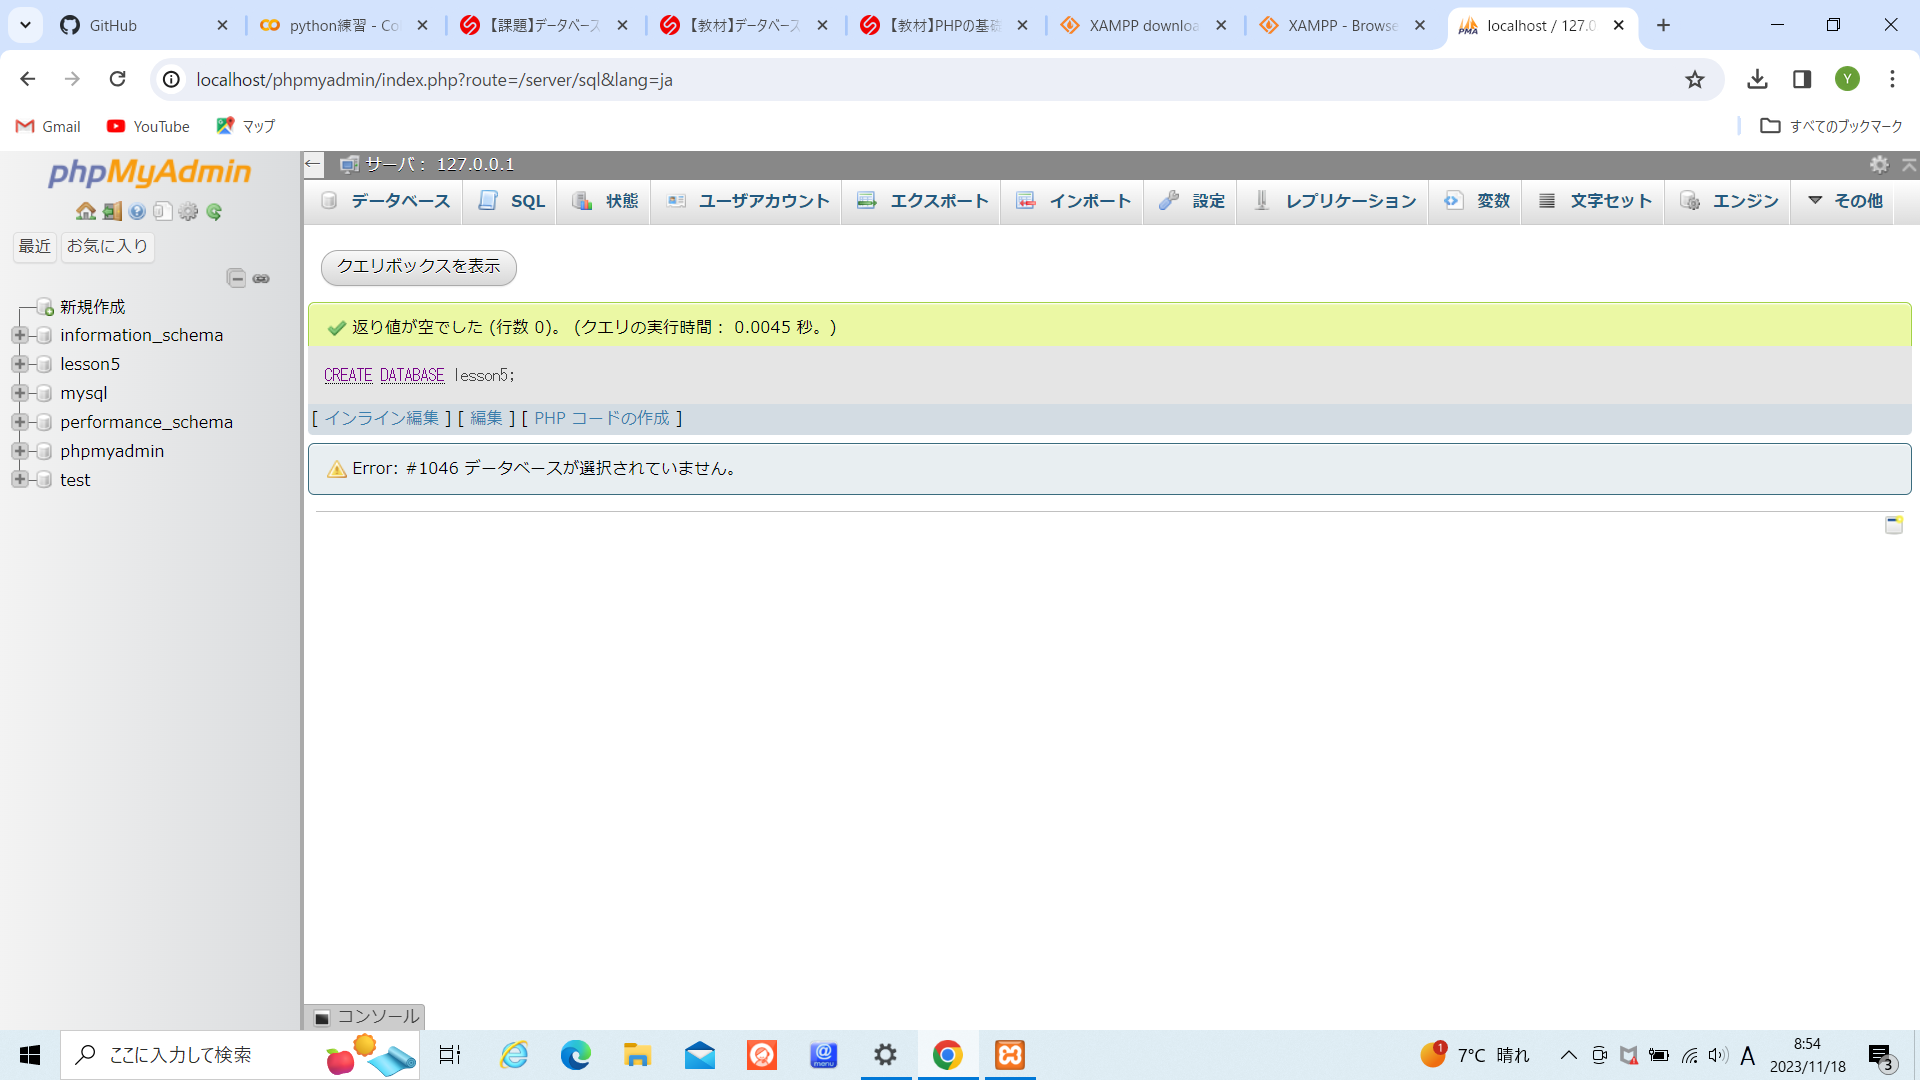 GitHub
python練習 - Co
【課題】データベース
【教材】データベース
【教材】PHPの基礎
XAMPP downloa
XAMPP - Browse
localhost / 127.0
localhost/phpmyadmin/index.php?route=/server/sql&lang=ja
Y
Gmail
YouTube
マップ
すべてのブックマーク
phpMyAdmin
最近
お気に入り
新規作成
information_schema
lesson5
mysql
performance_schema
phpmyadmin
test
サーバ: 127.0.0.1
データベース
SQL
状態
ユーザアカウント
エクスポート
インポート
設定
レプリケーション
変数
文字セット
エンジン
その他
クエリボックスを表示
返り値が空でした (行数 0)。 (クエリの実行時間: 0.0045 秒。)
CREATE DATABASE lesson5;
[ インライン編集 ] [ 編集 ] [ PHP コードの作成 ]
Error: #1046 データベースが選択されていません。
コンソール
ここに入力して検索
@
menu
1
7°C 晴れ
A
8:54
2023/11/18
3